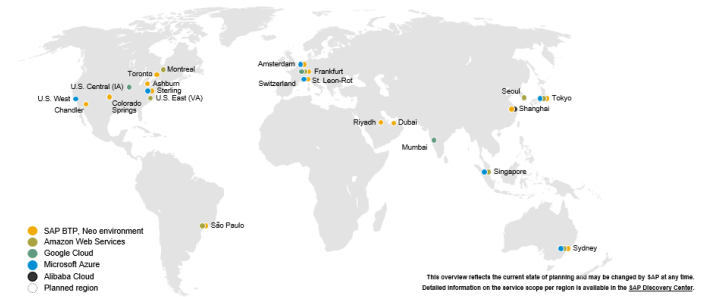 Montreal
Toronto
Ashburn
U.S. Central (IA)
Sterling
U.S. West
U.S. East (VA)
Colorado
Springs
Chandler
Amsterdam
Frankfurt
St. Leon-Rot
Switzerland
Seoul
Tokyo
Shanghai
Riyadh
Dubai
Mumbai
Singapore
São Paulo
Sydney
SAP BTP, Neo environment
Amazon Web Services
Google Cloud
Microsoft Azure
Alibaba Cloud
Planned region
This overview reflects the current state of planning and may be changed by SAP at any time.
Detailed information on the service scope per region is available in the SAP Discovery Center.